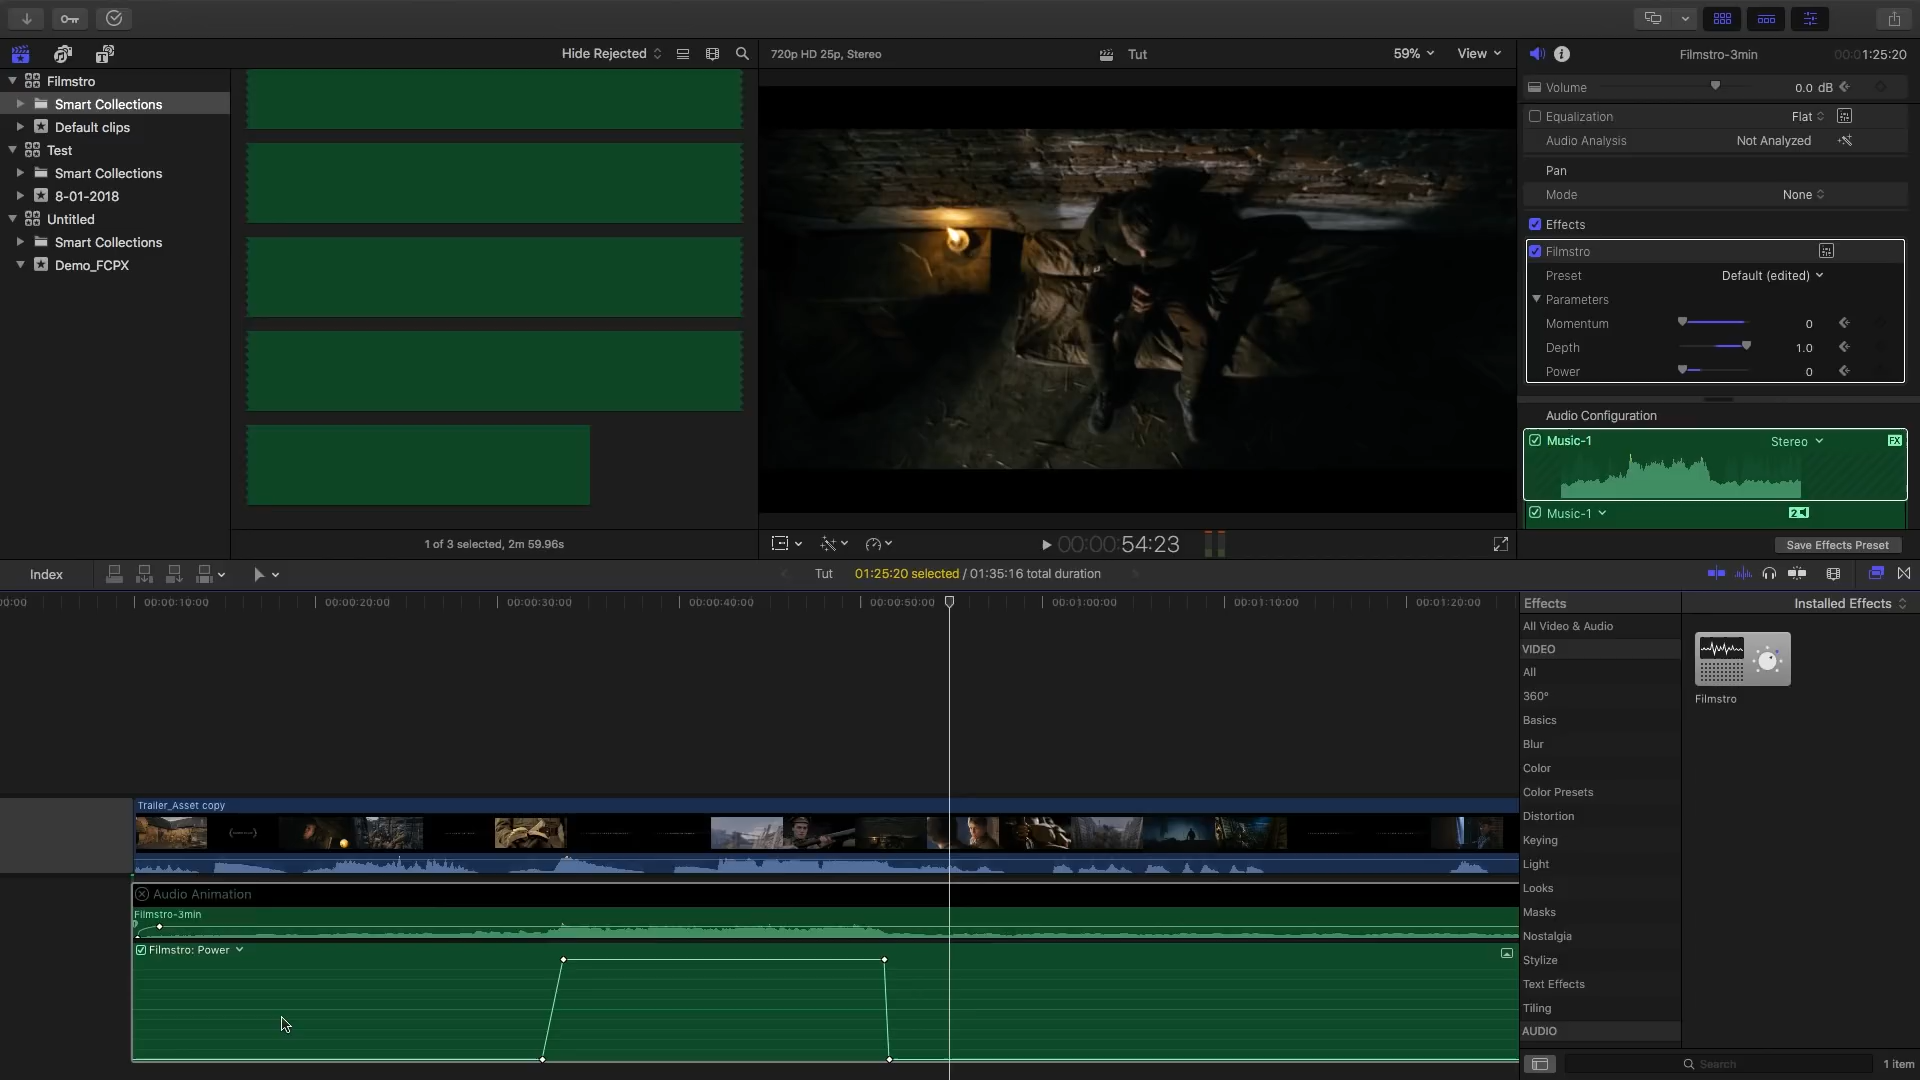 Hide Rejected
720p HD 25p, Stereo
Tut
59%
View
Filmstro-3min
00:01:25:20
Filmstro
Smart Collections
Default clips
Test
Smart Collections
8-01-2018
Untitled
Smart Collections
Demo_FCPX
Volume
0.0 dB
Equalization
Flat
Audio Analysis
Not Analyzed
Pan
Mode
None
Effects
Filmstro
Preset
Default (edited)
Parameters
Momentum
0
Depth
1.0
Power
0
Audio Configuration
Music-1
Stereo
FX
Music-1
2
Save Effects Preset
1 of 3 selected, 2m 59.96s
00:00:54:23
Index
Tut
01:25:20 selected / 01:35:16 total duration
00:00
00:00:10:00
00:00:20:00
00:00:30:00
00:00:40:00
00:00:50:00
00:01:00:00
00:01:10:00
00:01:20:00
Effects
Installed Effects
All Video & Audio
VIDEO
All
360°
Basics
Blur
Color
Color Presets
Distortion
Keying
Light
Looks
Masks
Nostalgia
Stylize
Text Effects
Tiling
AUDIO
Filmstro
Search
1 item
Trailer_Asset copy
Audio Animation
Filmstro-3min
Filmstro: Power